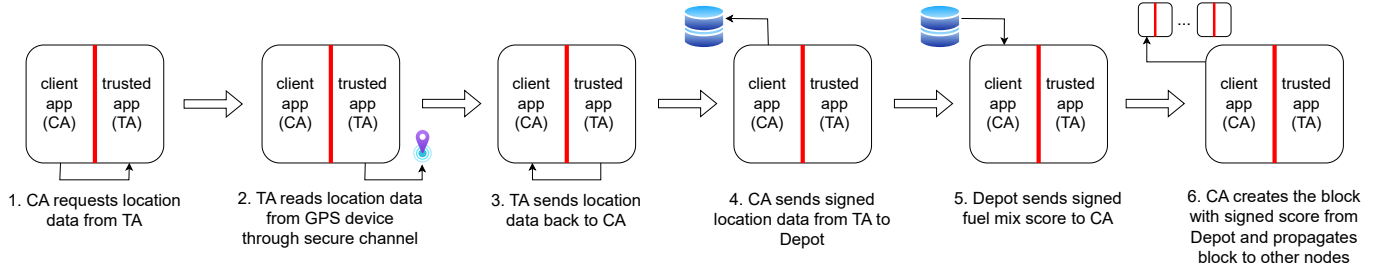 client
app
(CA)
trusted
app
(TA)
1. CA requests location
data from TA
client
app
(CA)
trusted
app
(TA)
2. TA reads location data
from GPS device
through secure channel
client
app
(CA)
trusted
app
(TA)
3. TA sends location
data back to CA
client
app
(CA)
trusted
app
(TA)
4. CA sends signed
location data from TA to
Depot
client
app
(CA)
trusted
app
(TA)
5. Depot sends signed
fuel mix score to CA
...
client
app
(CA)
trusted
app
(TA)
6. CA creates the block
with signed score from
Depot and propagates
block to other nodes